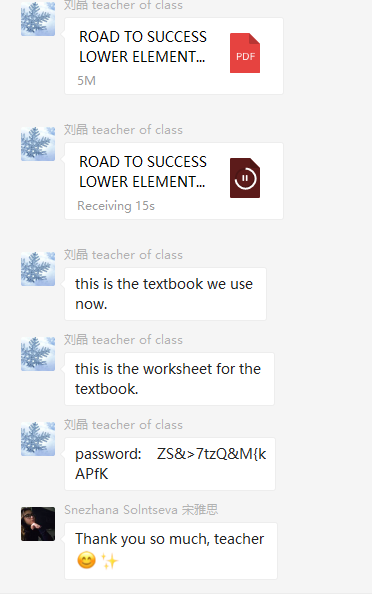 刘晶 teacher of class
ROAD TO SUCCESS
LOWER ELEMENT...
PDF
5M
刘晶 teacher of class
ROAD TO SUCCESS
LOWER ELEMENT...
Receiving 15s
刘晶 teacher of class
this is the textbook we use
now.
刘晶 teacher of class
this is the worksheet for the
textbook.
刘晶 teacher of class
password: ZS&>7tzQ&M{k
APfK
Snezhana Solntseva 宋雅思
Thank you so much, teacher
😊✨